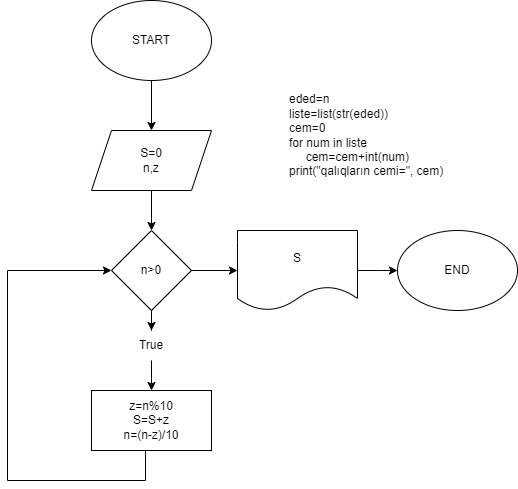 START
S=0
n,z
n>0
True
z=n%10
S=S+z
n=(n-z)/10
S
END
eded=n
liste=list(str(eded))
cem=0
for num in liste
cem=cem+int(num)
print("qalıqların cemi=", cem)